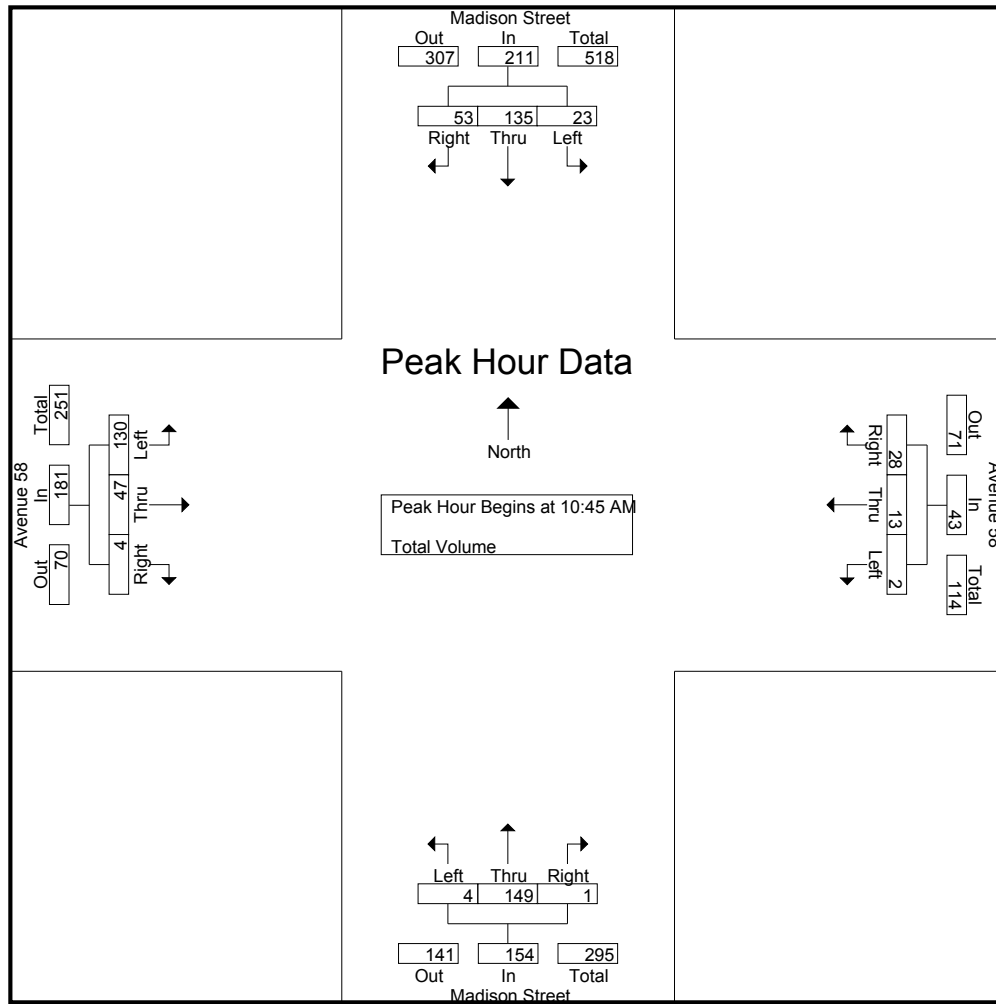 Madison Street
Out In Total
307 211 518
53 135 23
Right Thru Left
Peak Hour Data
North
Peak Hour Begins at 10:45 AM
Total Volume
Avenue 58
Total In Out
251 181 70
130 47 4
Left Thru Right
Avenue 58
Out In Total
71 43 114
28 13 2
Right Thru Left
Left Thru Right
4 149 1
141 154 295
Out In Total
Madison Street